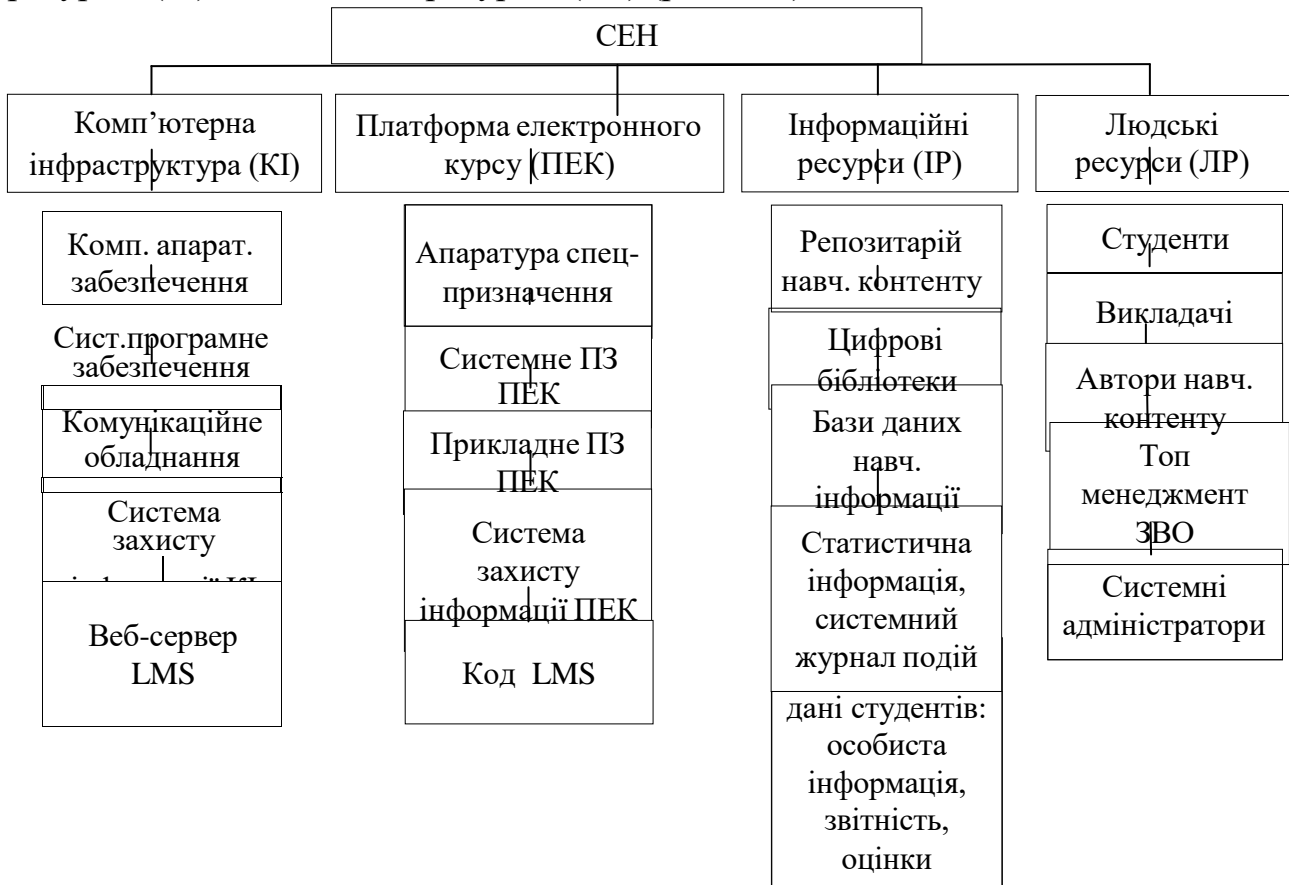 СЕН
Комп’ютерна
інфраструктура (КІ)
Платформа електронного
курсу (ПЕК)
Інформаційні
ресурси (ІР)
Людські
ресурси (ЛР)
Комп. апарат.
забезпечення
Сист.програмне
забезпечення
Комунікаційне
обладнання
Система
захисту
Веб-сервер
LMS
Апаратура спец-
призначення
Системне ПЗ
ПЕК
Прикладне ПЗ
ПЕК
Система
захисту
інформації ПЕК
Код LMS
Репозитарій
навч. контенту
Цифрові
бібліотеки
Бази даних
навч.
інформації
Статистична
інформація,
системний
журнал подій
дані студентів:
особиста
інформація,
звітність,
оцінки
Студенти
Викладачі
Автори навч.
контенту
Топ
менеджмент
ЗВО
Системні
адміністратори